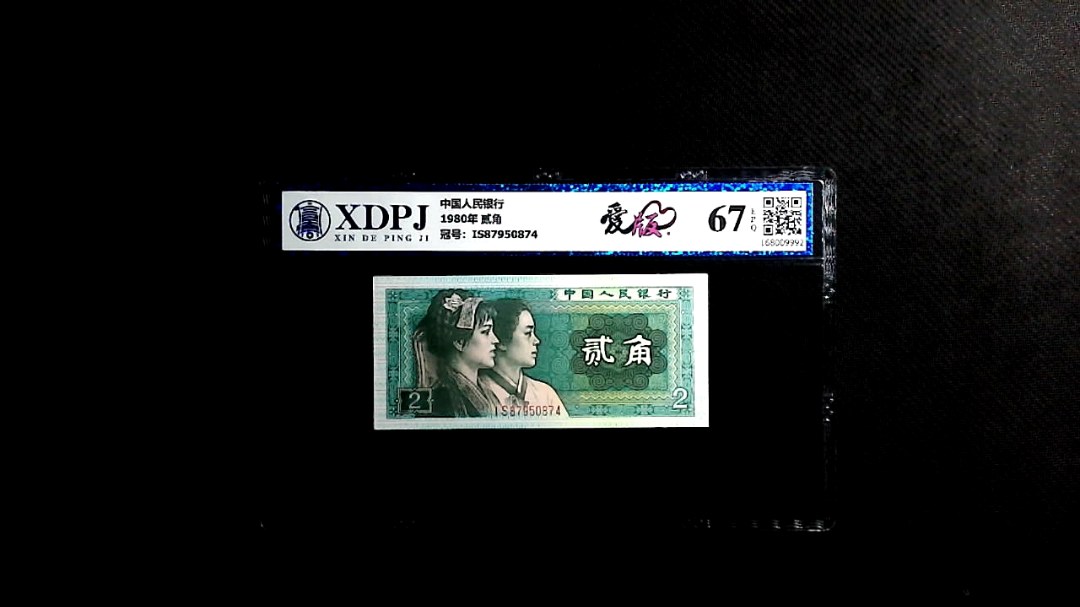 XDPJ
XIN DE PING JI
中国人民银行
1980年 贰角
冠号：IS87950874
爱版
67
EPQ
168009992
中国人民银行
贰角
2
2
IS87950874